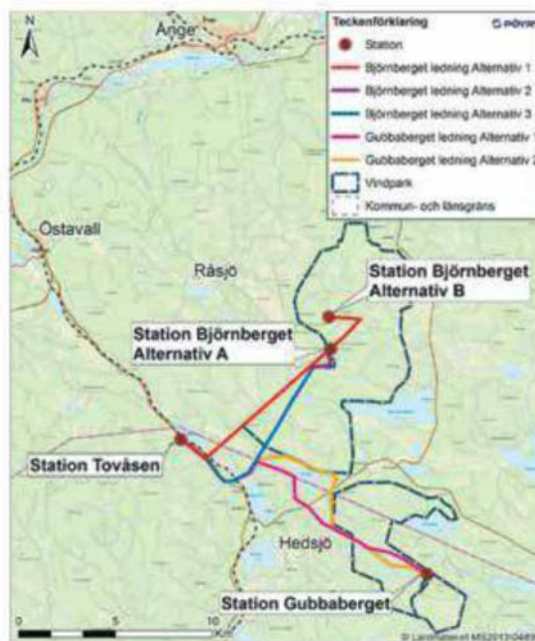 N
Ånge
Teckenförklaring
Station
Björnberget ledning Alternativ 1
Björnberget ledning Alternativ 2
Björnberget ledning Alternativ 3
Gubbaberget ledning Alternativ 1
Gubbaberget ledning Alternativ 2
Vindpark
Kommun- och länsgräns
Östavall
Råsjö
Station Björnberget
Alternativ B
Station Björnberget
Alternativ A
Station Tovåsen
Hedsjö
Station Gubbaberget
0 5 10
Km